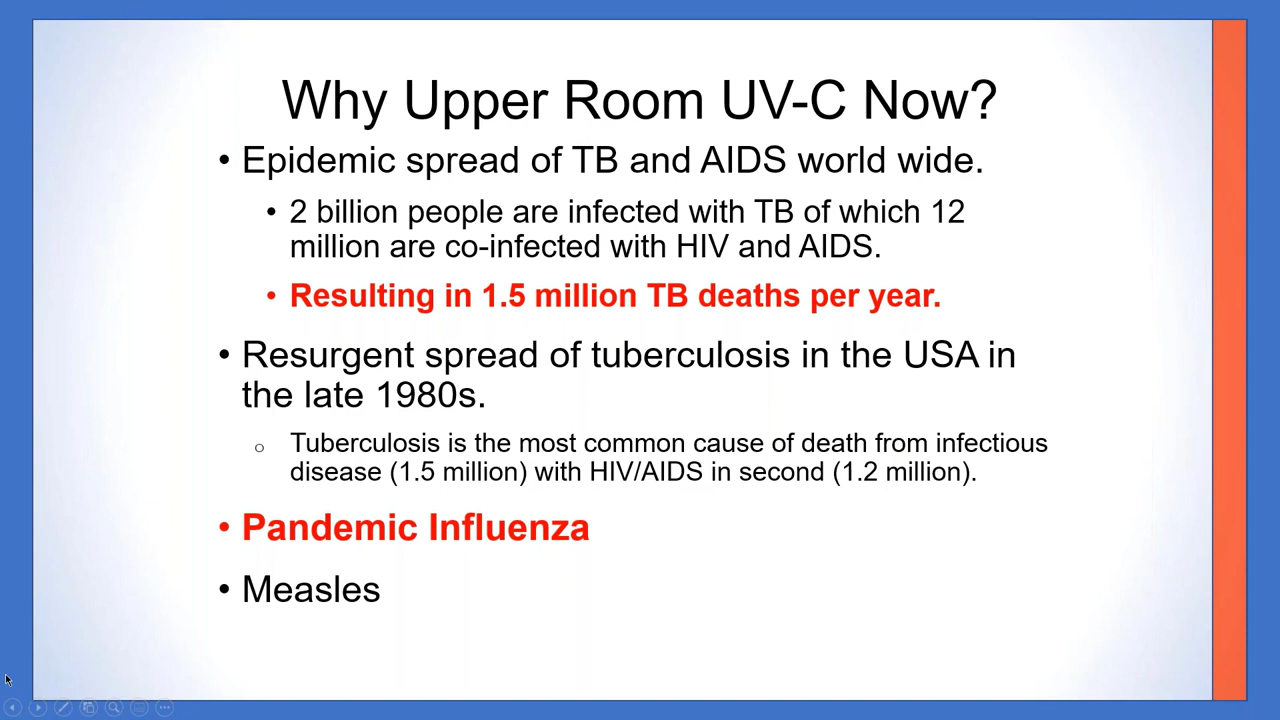 Why Upper Room UV-C Now?
• Epidemic spread of TB and AIDS world wide.
• 2 billion people are infected with TB of which 12
million are co-infected with HIV and AIDS.
• Resulting in 1.5 million TB deaths per year.
• Resurgent spread of tuberculosis in the USA in
the late 1980s.
○ Tuberculosis is the most common cause of death from infectious
disease (1.5 million) with HIV/AIDS in second (1.2 million).
• Pandemic Influenza
• Measles